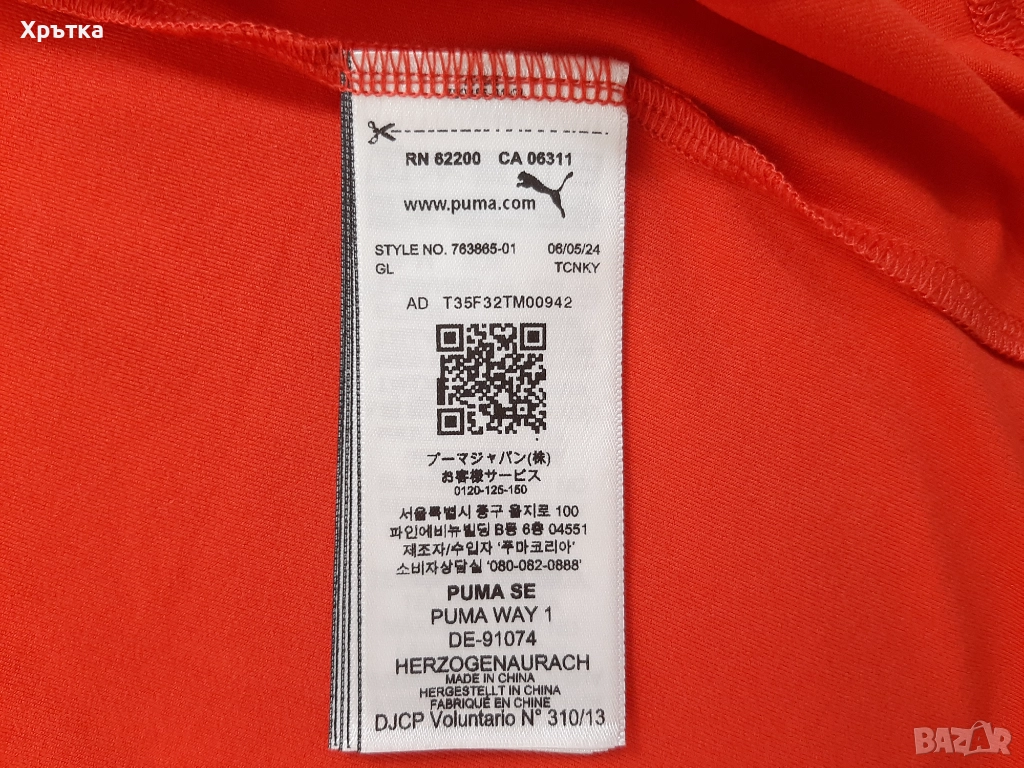 Хрътка
RN 62200 CA 06311
www.puma.com
STYLE NO. 763865-01 06/05/24
GL TCNKY
AD T35F32TM00942
プーマジャパン(株)
お客様サービス
0120-125-150
서울특별시 중구 을지로 100
파인에비뉴빌딩 B동 6층 04551
제조자/수입자 '푸마코리아'
소비자상담실 '080-062-0888'
PUMA SE
PUMA WAY 1
DE-91074
HERZOGENAURACH
MADE IN CHINA
HERGESTELLT IN CHINA
FABRIQUÉ EN CHINE
DJCP Voluntario N° 310/13
BAZAR